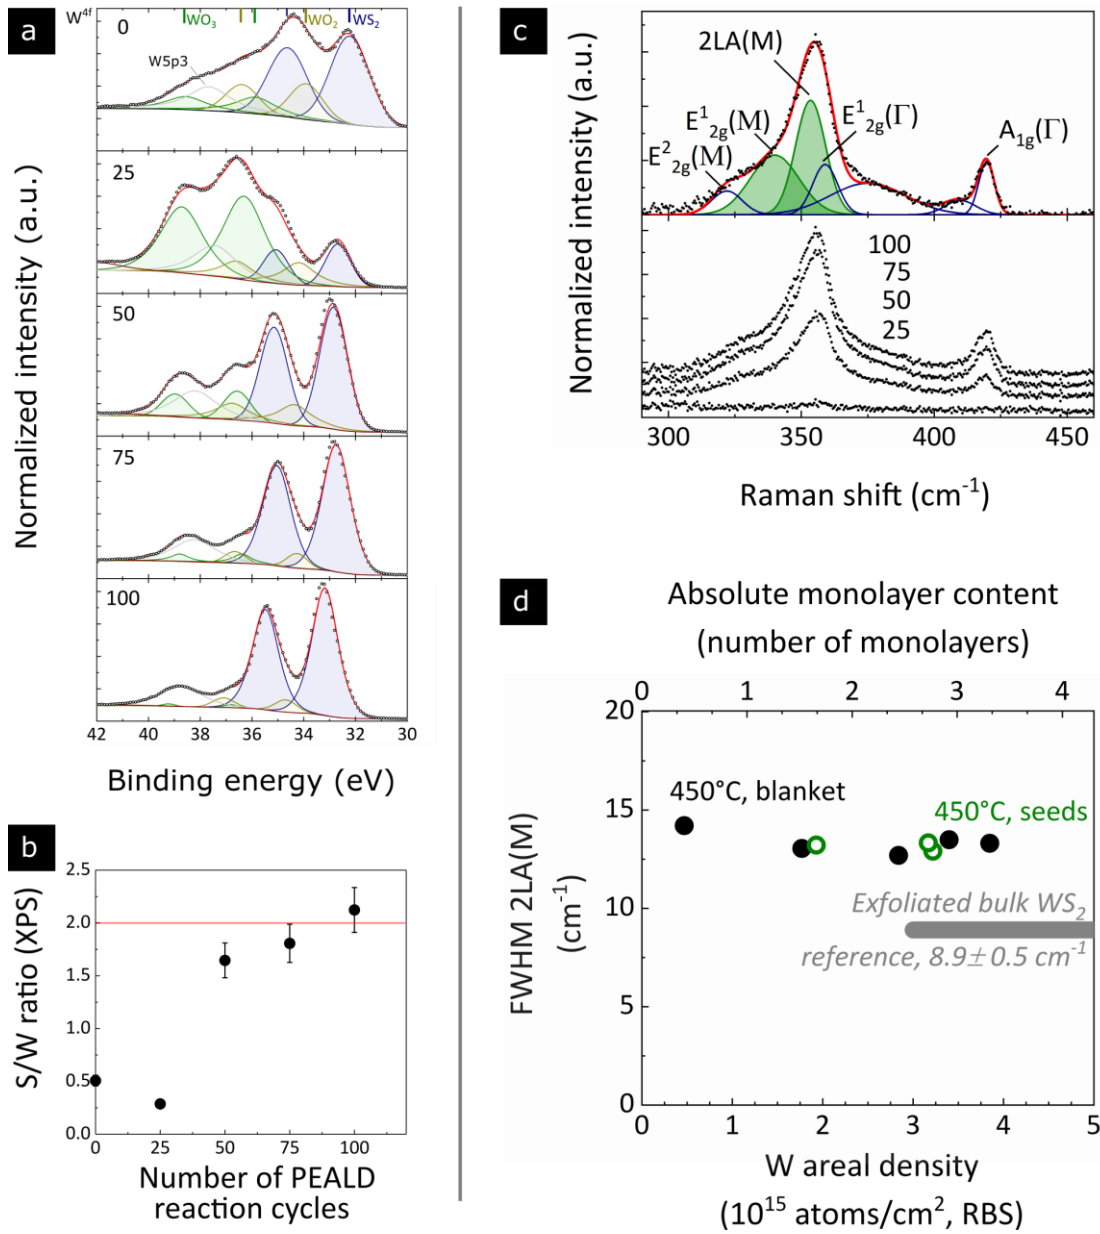 a
W⁴ᶠ
WO₃
WO₂
WS₂
0
W5p3
25
50
75
100
Normalized intensity (a.u.)
42 40 38 36 34 32 30
Binding energy (eV)
b
2.5
2.0
1.5
1.0
0.5
0.0
S/W ratio (XPS)
0 25 50 75 100
Number of PEALD
reaction cycles
c
2LA(M)
E¹₂g(M)
E¹₂g(Γ)
E²₂g(M)
A₁g(Γ)
100
75
50
25
Normalized intensity (a.u.)
290 350 400 450
Raman shift (cm⁻¹)
d
Absolute monolayer content
(number of monolayers)
0 1 2 3 4
20
15
10
5
0
450°C, blanket
450°C, seeds
Exfoliated bulk WS₂
reference, 8.9±0.5 cm⁻¹
FWHM 2LA(M)
(cm⁻¹)
0 1 2 3 4 5
W areal density
(10¹⁵ atoms/cm², RBS)